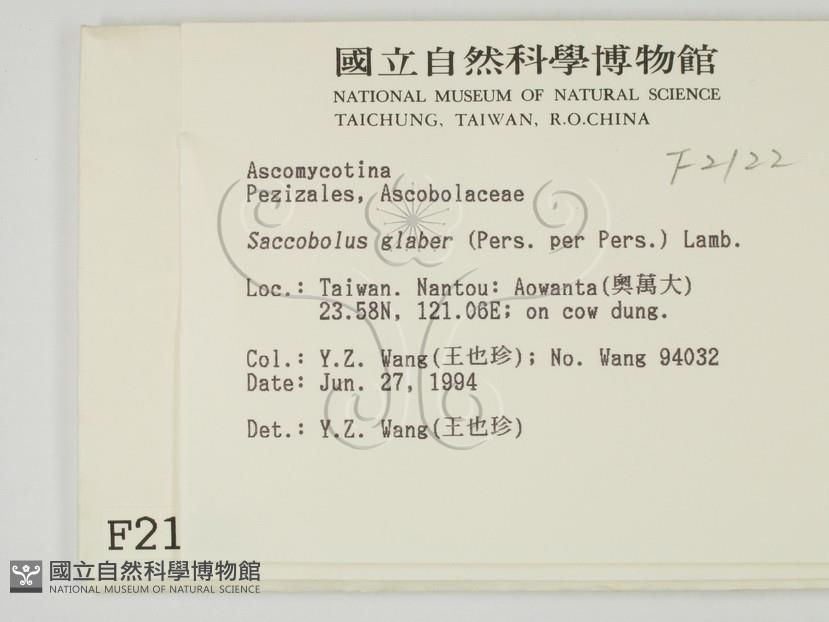 國立自然科學博物館
NATIONAL MUSEUM OF NATURAL SCIENCE
TAICHUNG, TAIWAN, R.O.CHINA
F2122
Ascomycotina
Pezizales, Ascobolaceae
Saccobolus glaber (Pers. per Pers.) Lamb.
Loc.: Taiwan. Nantou: Aowanta(奧萬大)
23.58N, 121.06E; on cow dung.
Col.: Y.Z. Wang(王也珍); No. Wang 94032
Date: Jun. 27, 1994
Det.: Y.Z. Wang(王也珍)
F21
國立自然科學博物館
NATIONAL MUSEUM OF NATURAL SCIENCE